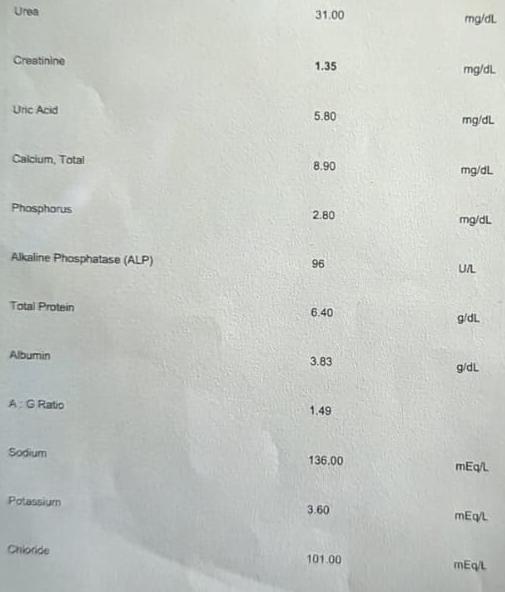 Urea 31.00 mg/dL
Creatinine 1.35 mg/dL
Uric Acid 5.80 mg/dL
Calcium, Total 8.90 mg/dL
Phosphorus 2.80 mg/dL
Alkaline Phosphatase (ALP) 96 U/L
Total Protein 6.40 g/dL
Albumin 3.83 g/dL
A : G Ratio 1.49
Sodium 136.00 mEq/L
Potassium 3.60 mEq/L
Chloride 101.00 mEq/L